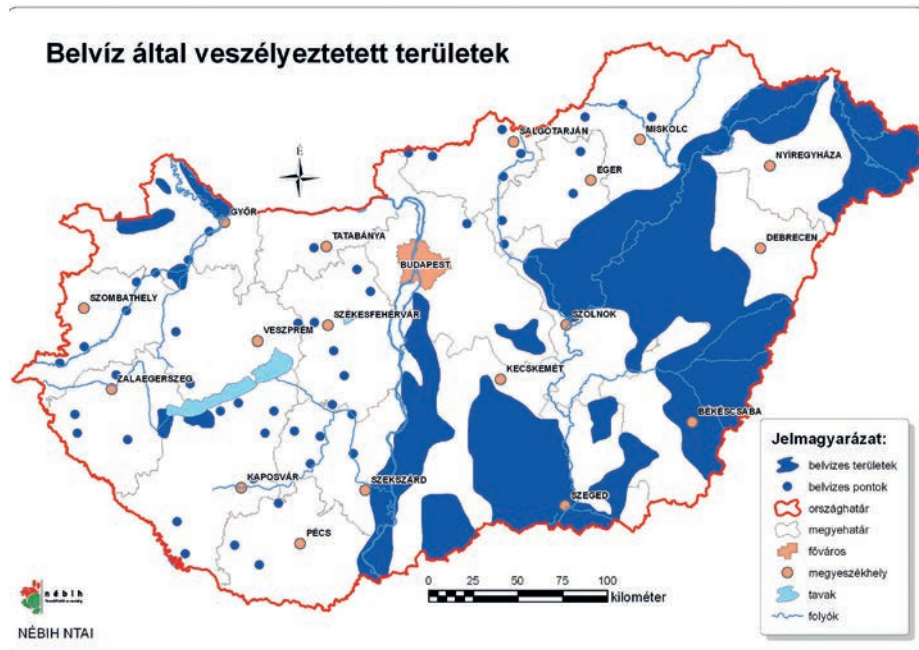 Belvíz által veszélyeztetett területek
É
SALGÓTARJÁN
MISKOLC
EGER
NYÍREGYHÁZA
GYŐR
TATABÁNYA
DEBRECEN
BUDAPEST
SZOMBATHELY
VESZPRÉM
SZÉKESFEHÉRVÁR
SZOLNOK
ZALAEGERSZEG
KECSKEMÉT
BÉKÉSCSABA
KAPOSVÁR
SZEKSZÁRD
SZEGED
PÉCS
Jelmagyarázat:
belvizes területek
belvizes pontok
országhatár
megyehatár
főváros
megyeszékhely
tavak
folyók
0 25 50 75 100
kilométer
nébih
NÉBIH NTAI